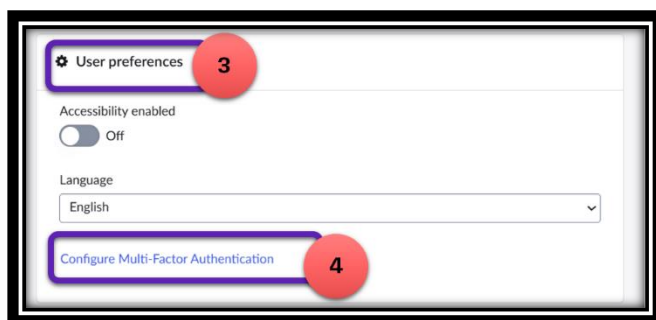 User preferences
3
Accessibility enabled
Off
Language
English
Configure Multi-Factor Authentication
4